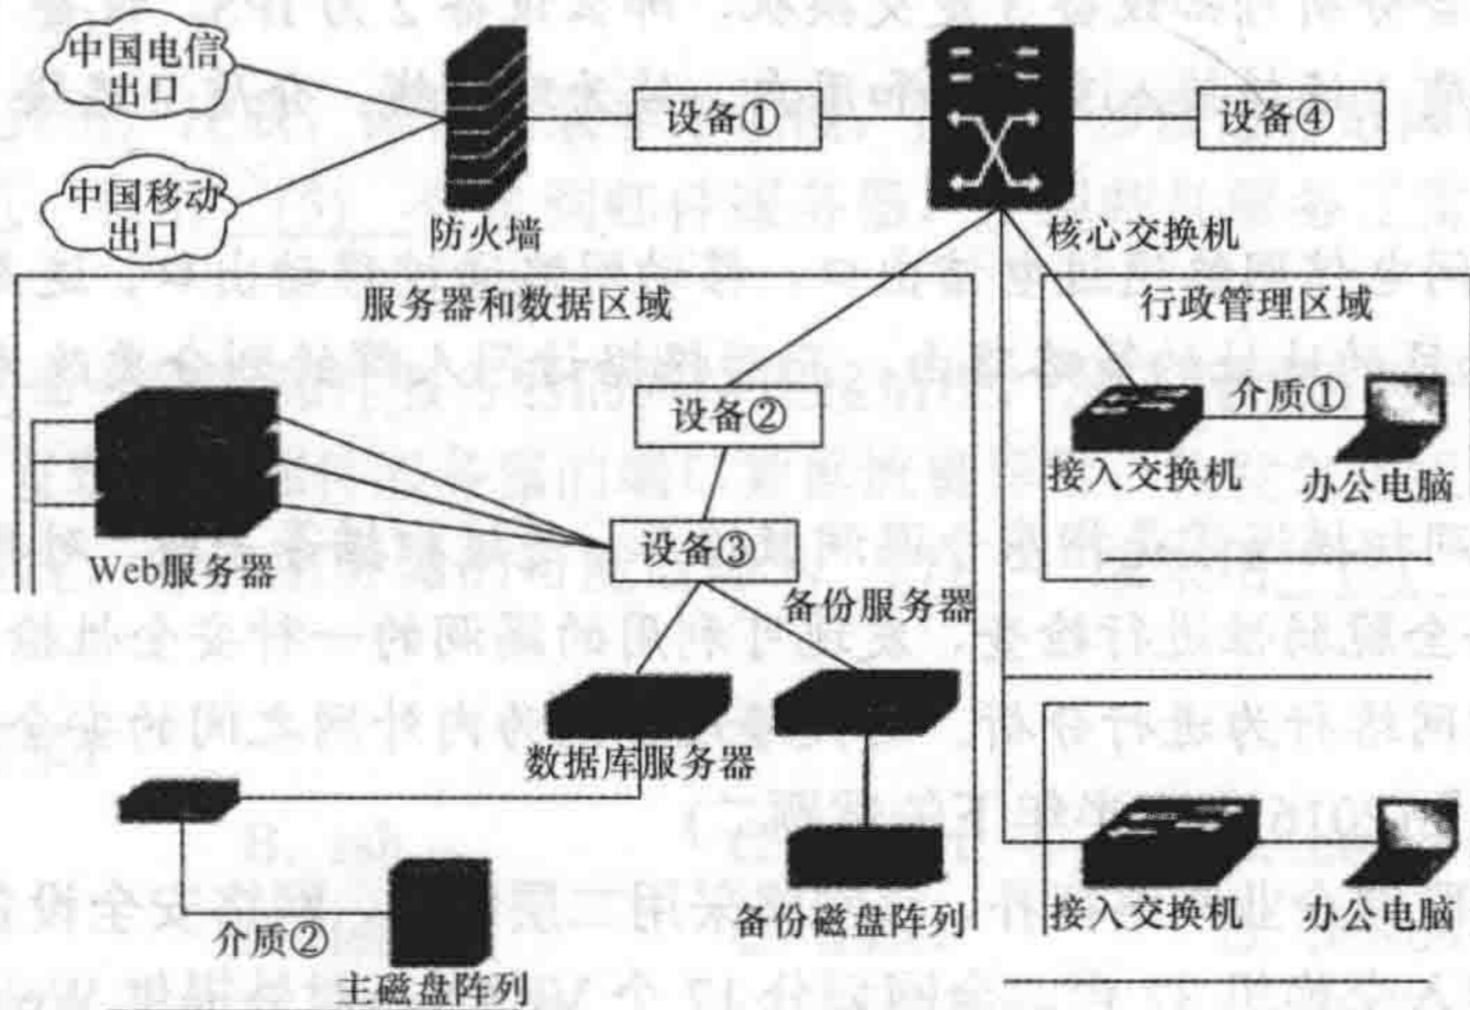 中国电信
出口
中国移动
出口
防火墙
设备①
核心交换机
设备④
服务器和数据区域
行政管理区域
设备②
介质①
接入交换机
办公电脑
Web服务器
设备③
备份服务器
数据库服务器
介质②
主磁盘阵列
备份磁盘阵列
接入交换机
办公电脑